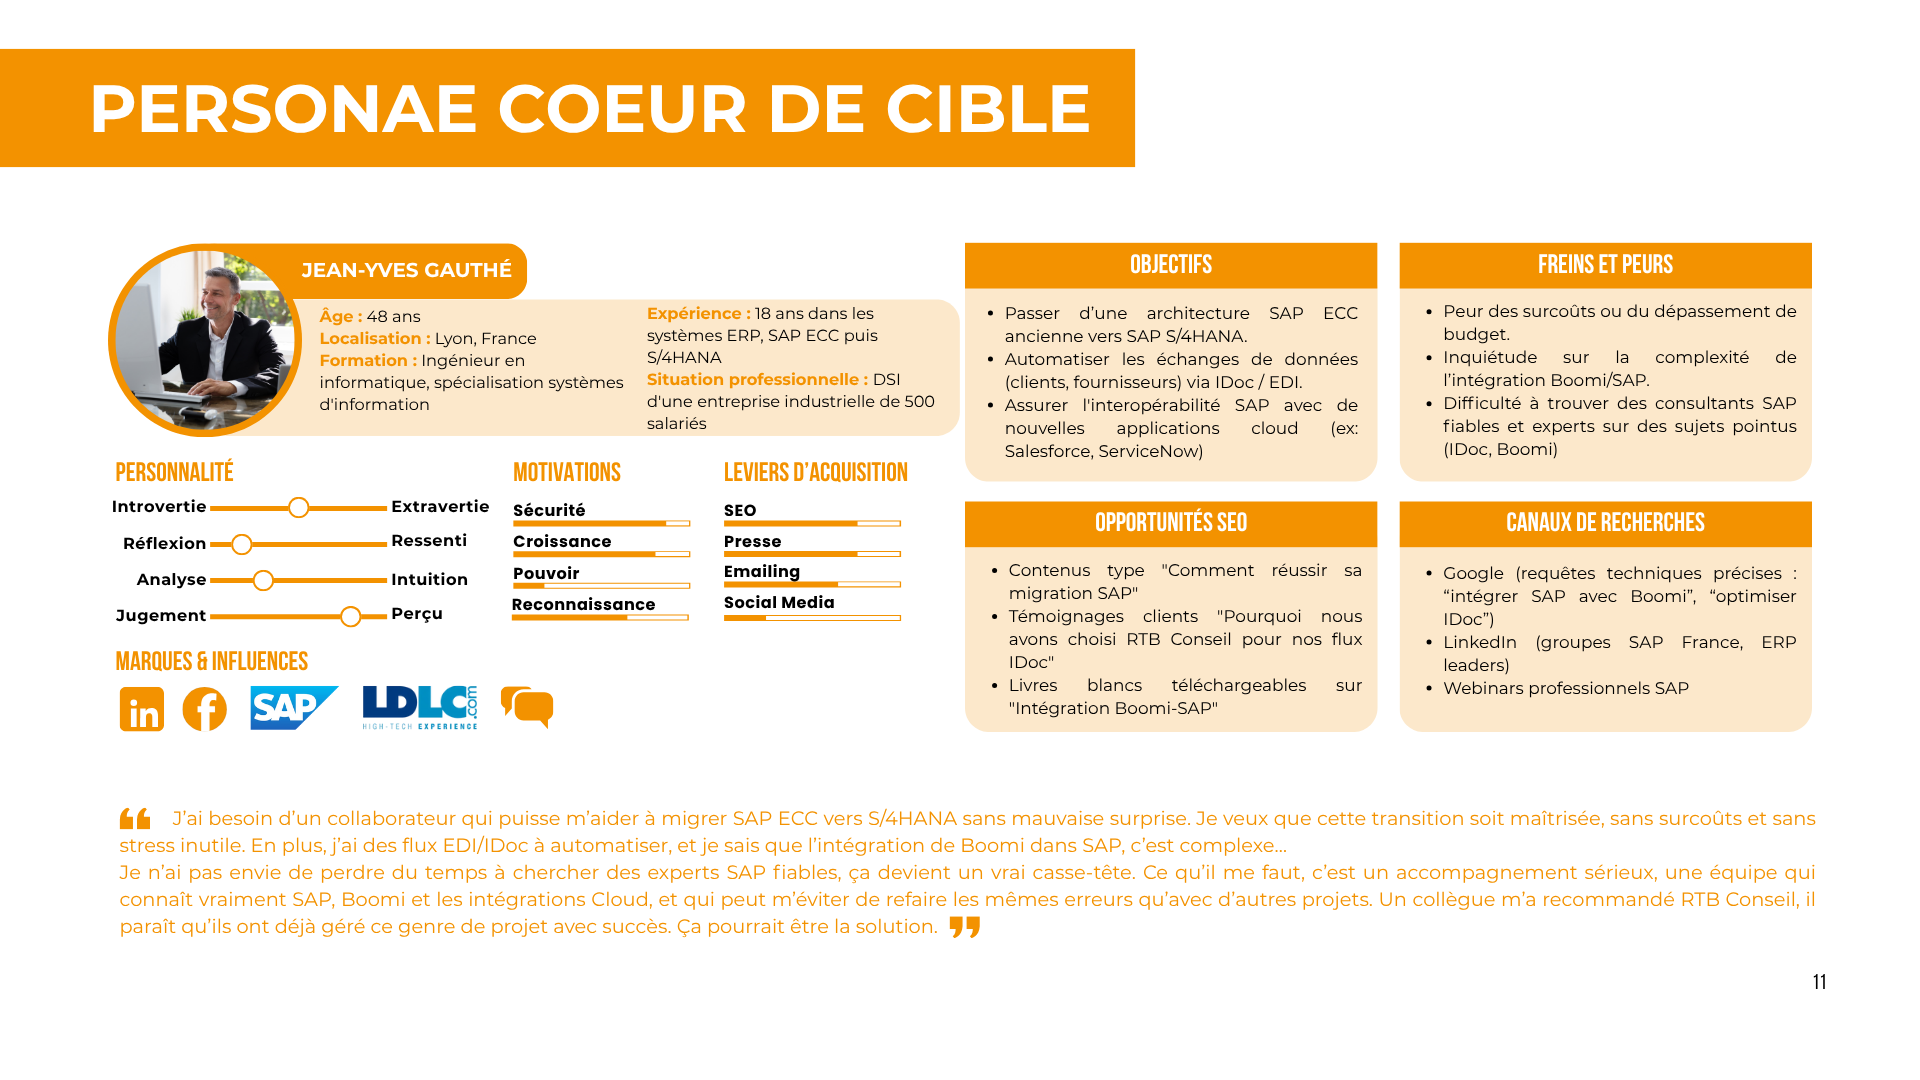 PERSONAE COEUR DE CIBLE
JEAN-YVES GAUTHÉ
Âge : 48 ans
Localisation : Lyon, France
Formation : Ingénieur en
informatique, spécialisation systèmes
d'information
Expérience : 18 ans dans les
systèmes ERP, SAP ECC puis
S/4HANA
Situation professionnelle : DSI
d'une entreprise industrielle de 500
salariés
PERSONNALITÉ
Introvertie Extravertie
Réflexion Ressenti
Analyse Intuition
Jugement Perçu
MOTIVATIONS
Sécurité
Croissance
Pouvoir
Reconnaissance
LEVIERS D’ACQUISITION
SEO
Presse
Emailing
Social Media
MARQUES & INFLUENCES
in
f
SAP
LDLC.com
HIGH-TECH EXPERIENCE
OBJECTIFS
• Passer d’une architecture SAP ECC
ancienne vers SAP S/4HANA.
• Automatiser les échanges de données
(clients, fournisseurs) via IDoc / EDI.
• Assurer l'interopérabilité SAP avec de
nouvelles applications cloud (ex:
Salesforce, ServiceNow)
FREINS ET PEURS
• Peur des surcoûts ou du dépassement de
budget.
• Inquiétude sur la complexité de
l’intégration Boomi/SAP.
• Difficulté à trouver des consultants SAP
fiables et experts sur des sujets pointus
(IDoc, Boomi)
OPPORTUNITÉS SEO
• Contenus type "Comment réussir sa
migration SAP"
• Témoignages clients "Pourquoi nous
avons choisi RTB Conseil pour nos flux
IDoc"
• Livres blancs téléchargeables sur
"Intégration Boomi-SAP"
CANAUX DE RECHERCHES
• Google (requêtes techniques précises :
“intégrer SAP avec Boomi”, “optimiser
IDoc”)
• LinkedIn (groupes SAP France, ERP
leaders)
• Webinars professionnels SAP
“ J’ai besoin d’un collaborateur qui puisse m’aider à migrer SAP ECC vers S/4HANA sans mauvaise surprise. Je veux que cette transition soit maîtrisée, sans surcoûts et sans
stress inutile. En plus, j’ai des flux EDI/IDoc à automatiser, et je sais que l’intégration de Boomi dans SAP, c’est complexe...
Je n’ai pas envie de perdre du temps à chercher des experts SAP fiables, ça devient un vrai casse-tête. Ce qu’il me faut, c’est un accompagnement sérieux, une équipe qui
connaît vraiment SAP, Boomi et les intégrations Cloud, et qui peut m’éviter de refaire les mêmes erreurs qu’avec d’autres projets. Un collègue m’a recommandé RTB Conseil, il
paraît qu’ils ont déjà géré ce genre de projet avec succès. Ça pourrait être la solution. ”
11